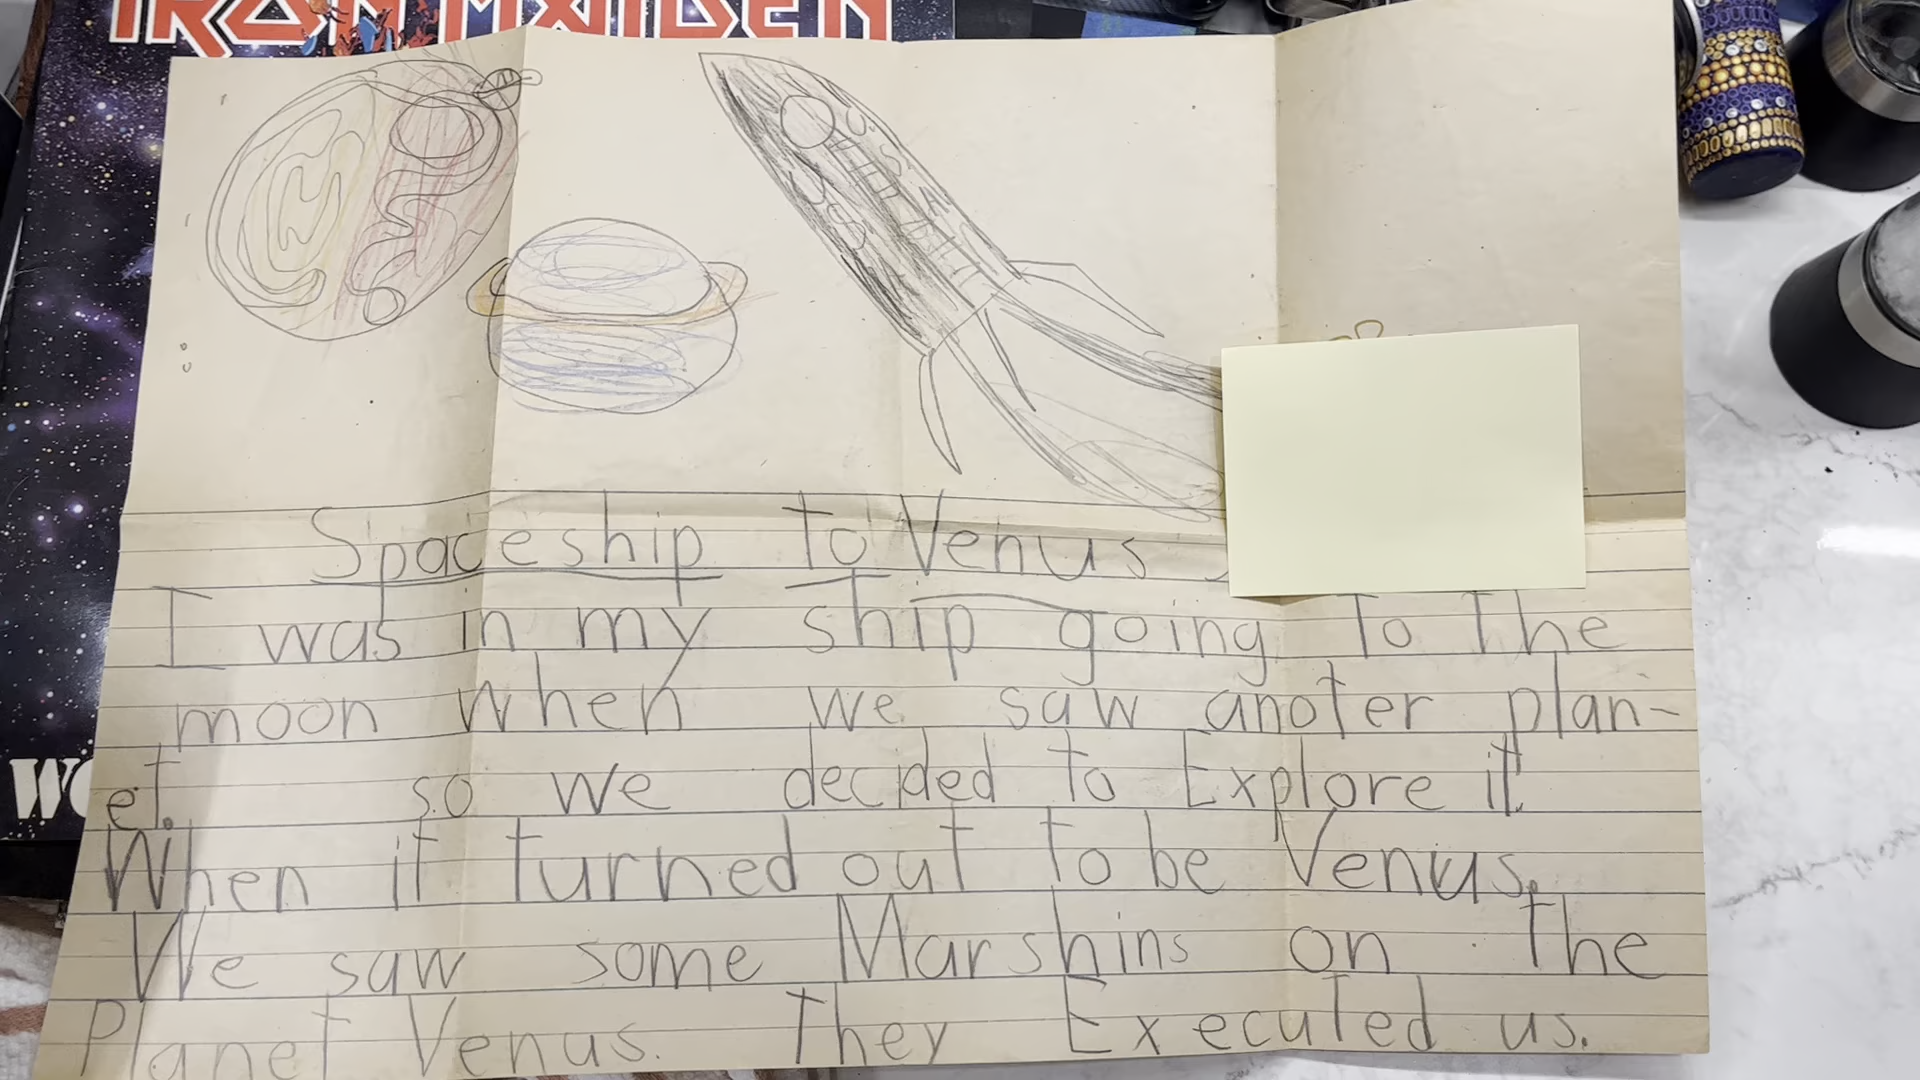 IRON MAIDEN
USA
Spaceship to Venus
I was in my ship going to the
moon when we saw anoter plan-
et. so we decided to Explore it.
When it turned out to be Venus.
We saw some Marshins on the
Planet Venus. They Executed us.